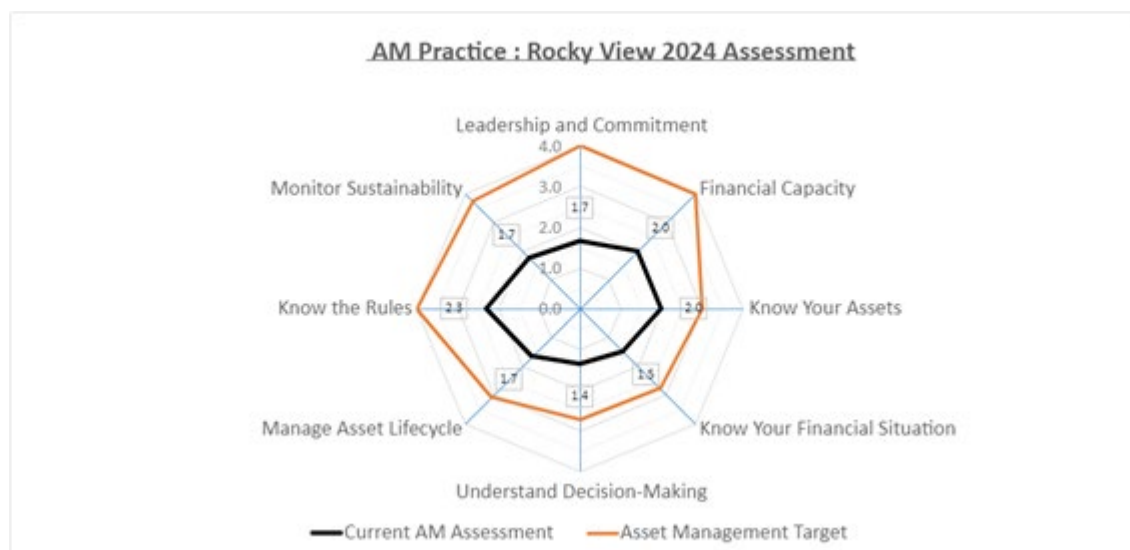 AM Practice : Rocky View 2024 Assessment
Leadership and Commitment
4.0
Monitor Sustainability
Financial Capacity
3.0
1.7
2.0
1.7
2.0
1.0
Know the Rules
2.3
0.0
2.0
Know Your Assets
1.7
1.4
1.5
Manage Asset Lifecycle
Know Your Financial Situation
Understand Decision-Making
Current AM Assessment
Asset Management Target